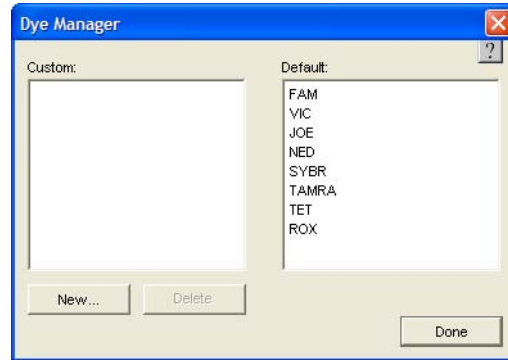 Dye Manager
?
Custom:
Default:
FAM
VIC
JOE
NED
SYBR
TAMRA
TET
ROX
New...
Delete
Done